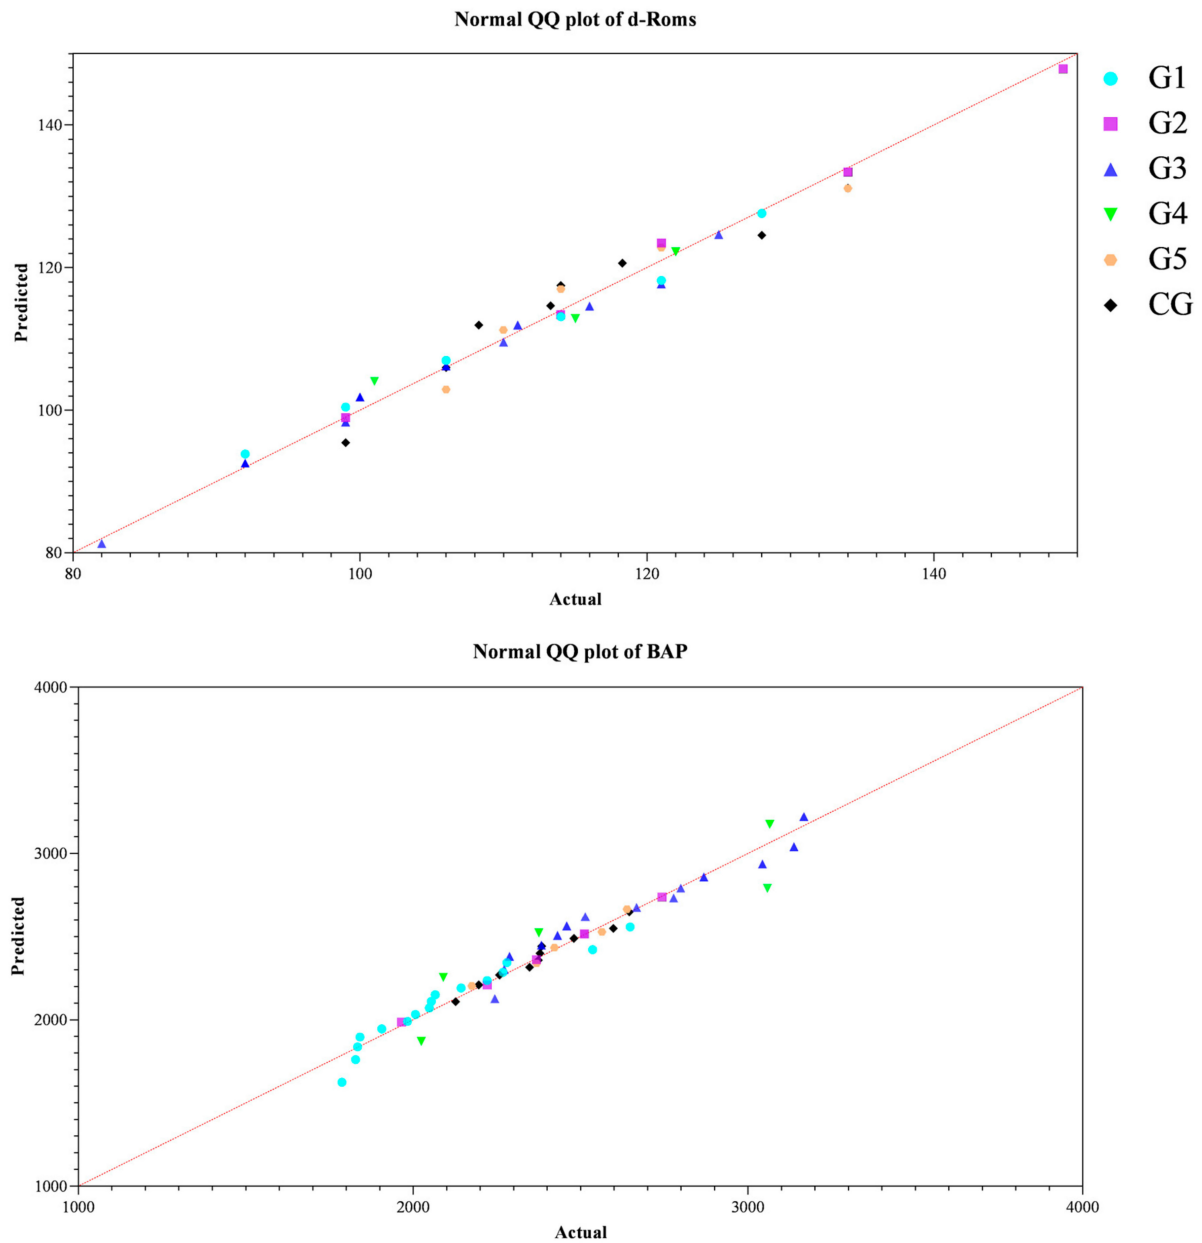 Normal QQ plot of d-Roms
140
120
100
80
80
100
120
140
Predicted
Actual
G1
G2
G3
G4
G5
CG
Normal QQ plot of BAP
4000
3000
2000
1000
1000
2000
3000
4000
Predicted
Actual